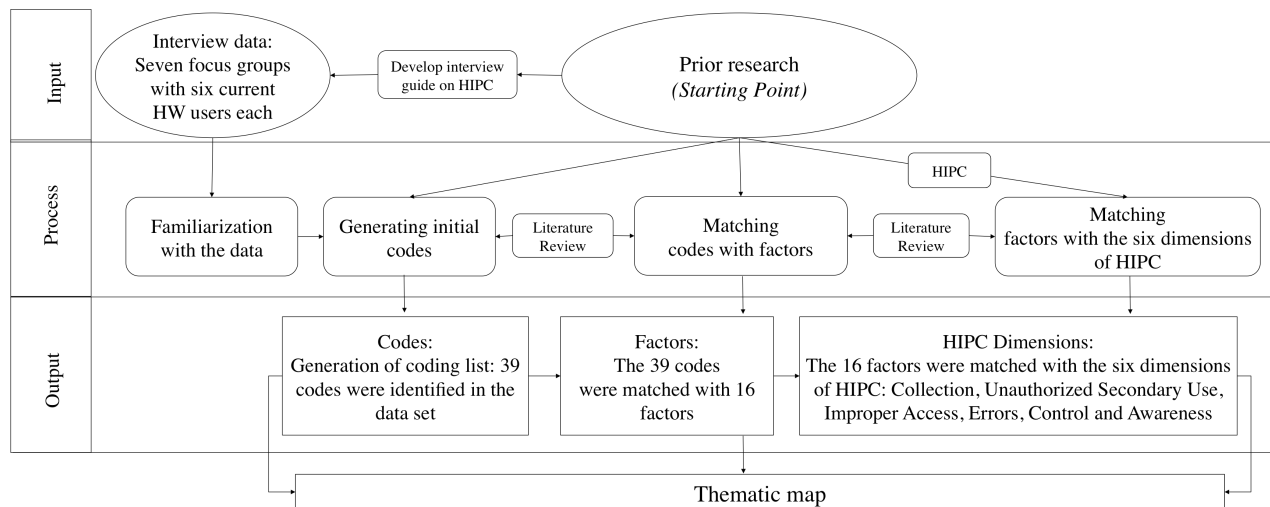 Input
Interview data:
Seven focus groups
with six current
HW users each
Develop interview
guide on HIPC
Prior research
(Starting Point)
Process
HIPC
Familiarization
with the data
Generating initial
codes
Literature
Review
Matching
codes with factors
Literature
Review
Matching
factors with the six dimensions
of HIPC
Output
Codes:
Generation of coding list: 39
codes were identified in the
data set
Factors:
The 39 codes
were matched with 16
factors
HIPC Dimensions:
The 16 factors were matched with the six dimensions
of HIPC: Collection, Unauthorized Secondary Use,
Improper Access, Errors, Control and Awareness
Thematic map